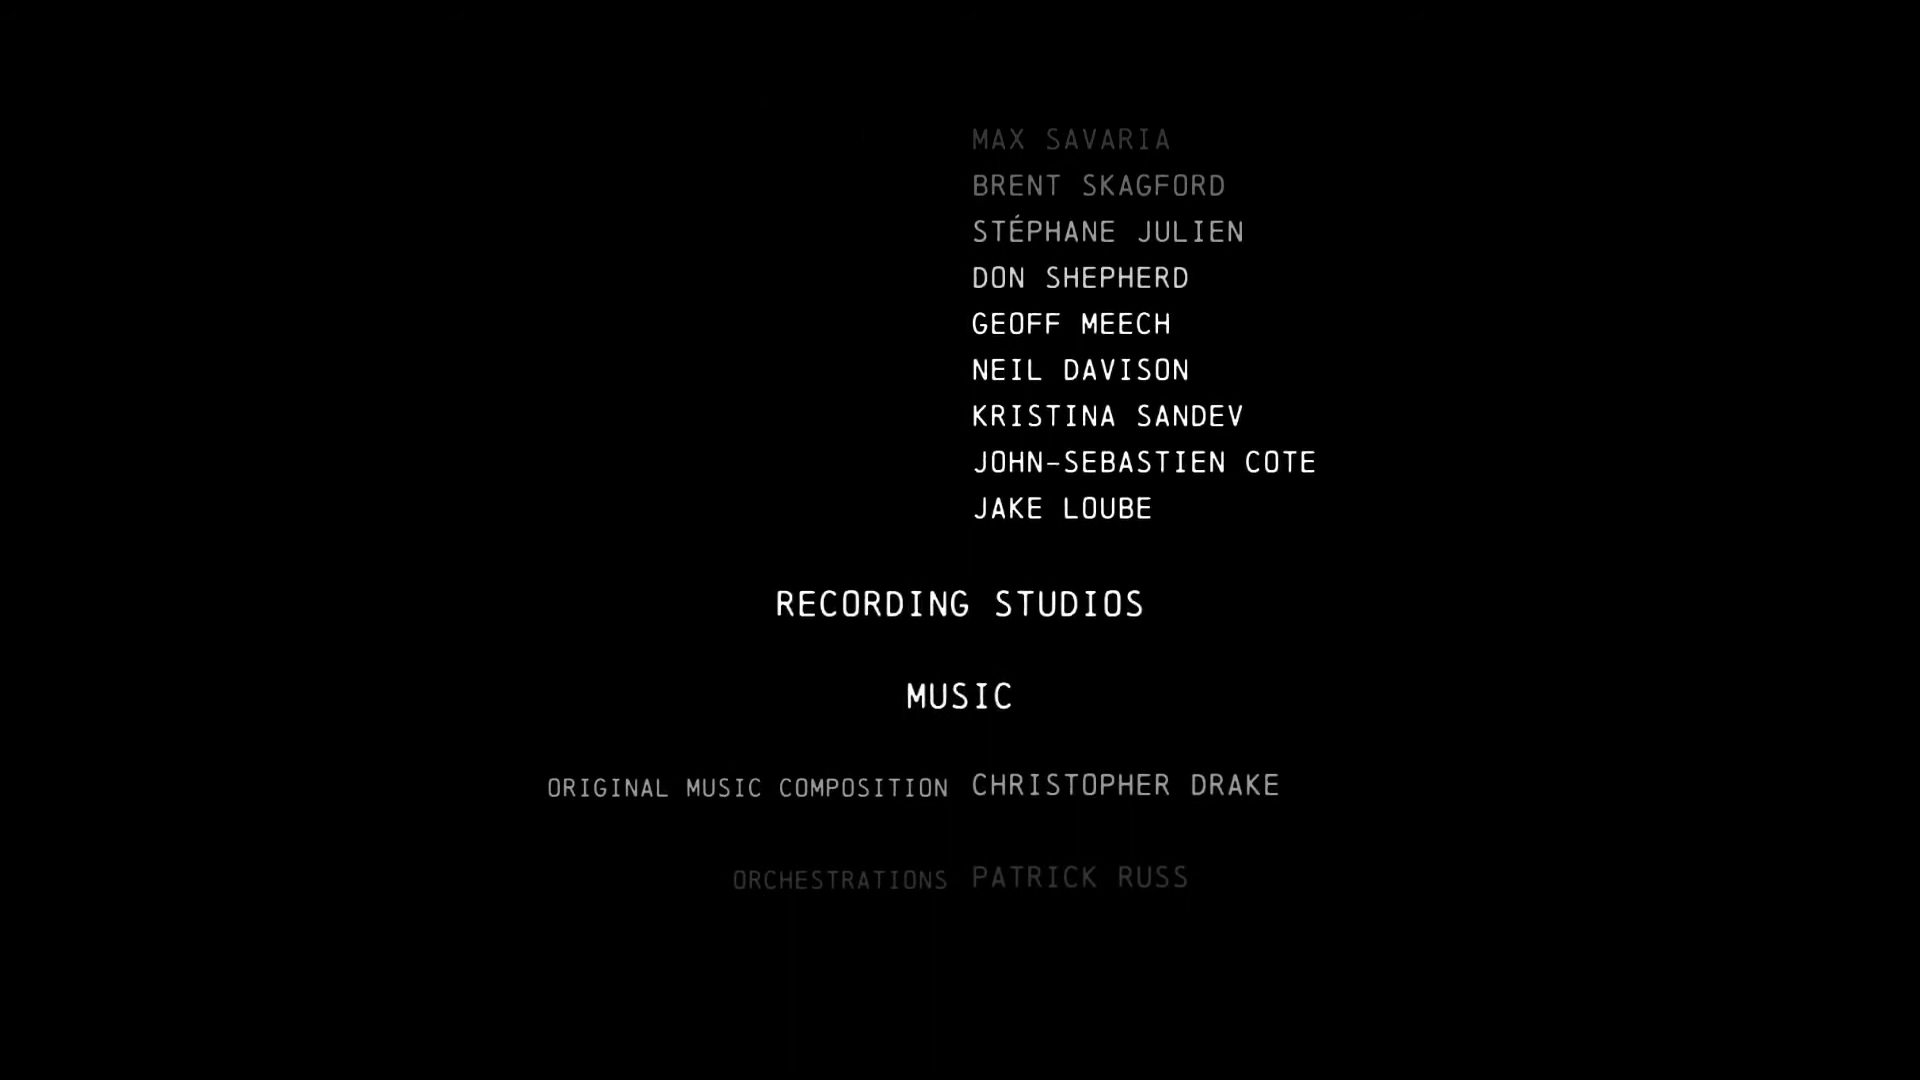 MAX SAVARIA
BRENT SKAGFORD
STÉPHANE JULIEN
DON SHEPHERD
GEOFF MEECH
NEIL DAVISON
KRISTINA SANDEV
JOHN-SEBASTIEN COTE
JAKE LOUBE
RECORDING STUDIOS
MUSIC
ORIGINAL MUSIC COMPOSITION CHRISTOPHER DRAKE
ORCHESTRATIONS PATRICK RUSS